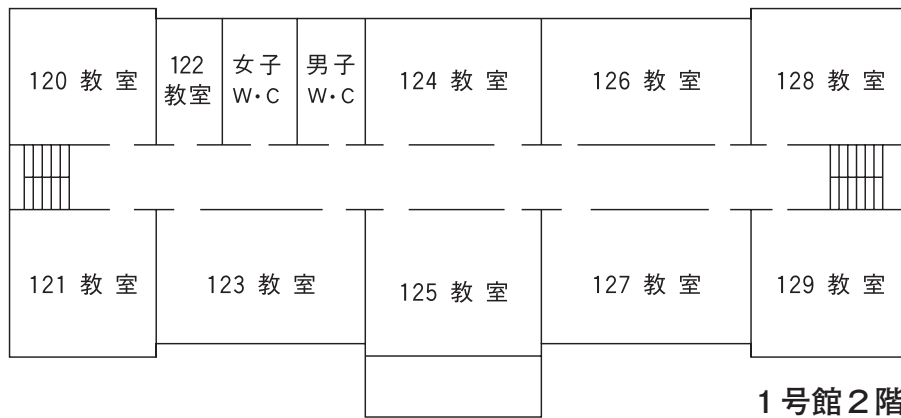 120 教 室
122
教室
女 子
W・C
男 子
W・C
124 教 室
126 教 室
128 教 室
121 教 室
123 教 室
125 教 室
127 教 室
129 教 室
1号館2階